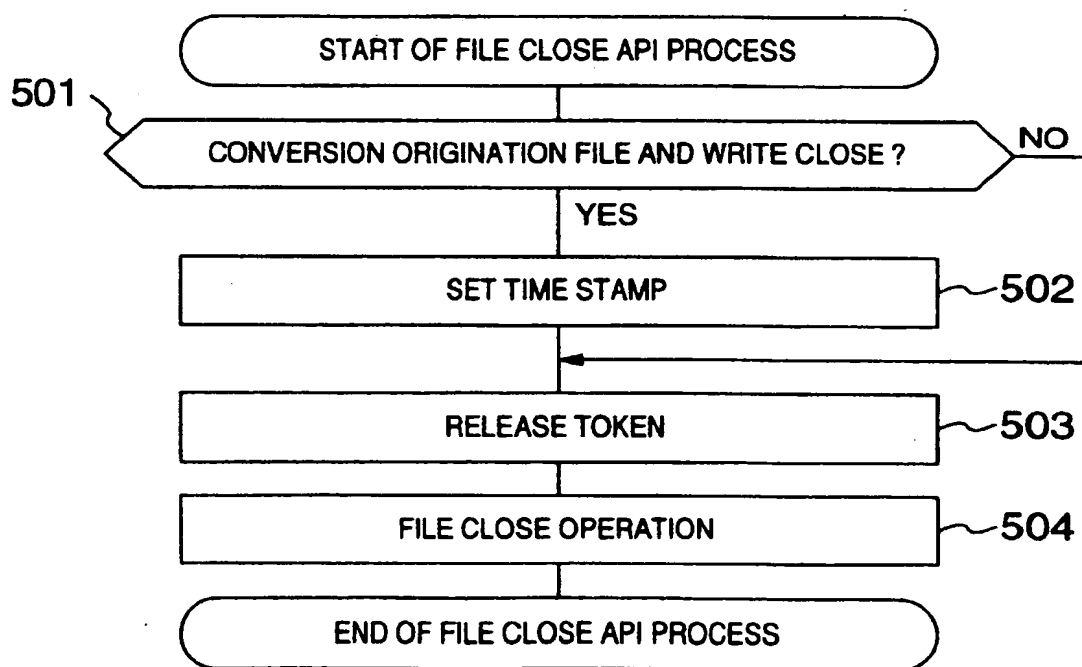 START OF FILE CLOSE API PROCESS
501
CONVERSION ORIGINATION FILE AND WRITE CLOSE ?
NO
YES
SET TIME STAMP
502
RELEASE TOKEN
503
FILE CLOSE OPERATION
504
END OF FILE CLOSE API PROCESS